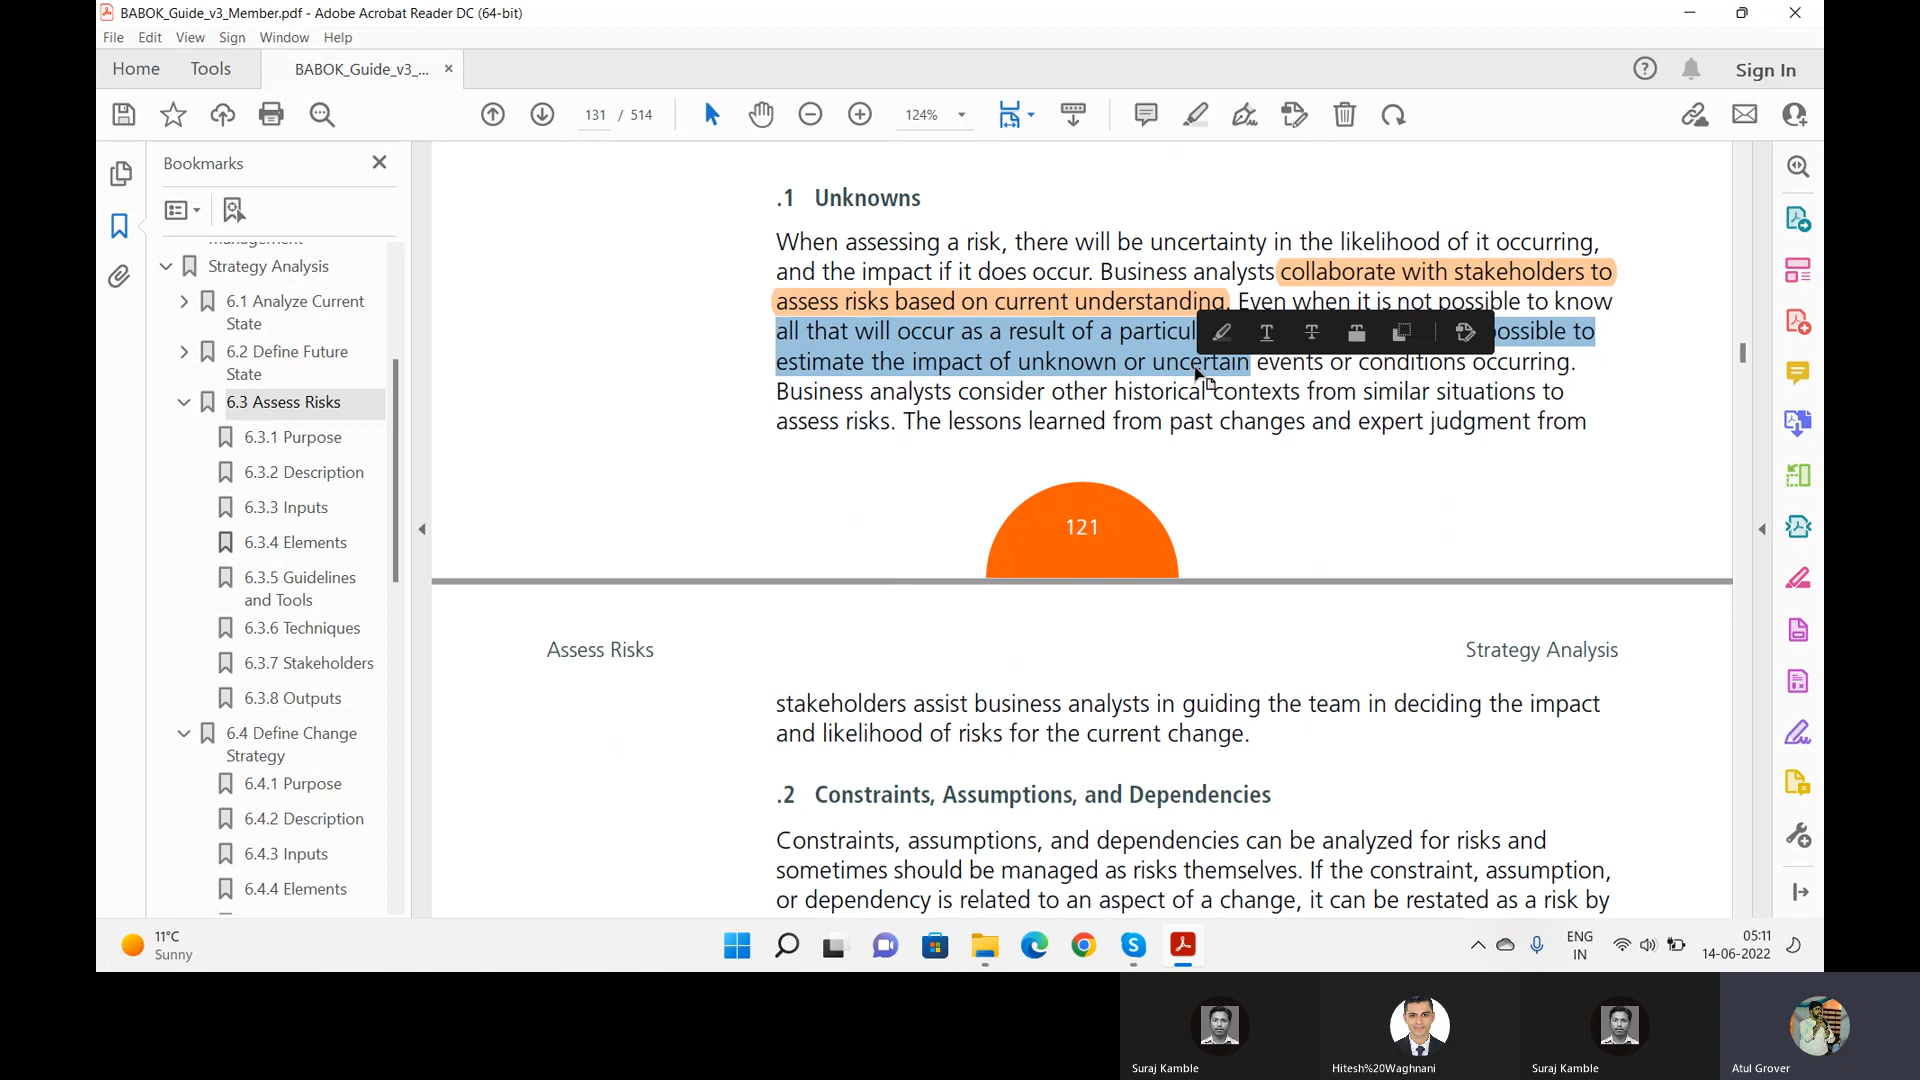 BABOK_Guide_v3_Member.pdf - Adobe Acrobat Reader DC (64-bit)
File Edit View Sign Window Help
Home Tools BABOK_Guide_v3_... × Sign In
131 / 514 124%
Bookmarks
Strategy Analysis
6.1 Analyze Current
State
6.2 Define Future
State
6.3 Assess Risks
6.3.1 Purpose
6.3.2 Description
6.3.3 Inputs
6.3.4 Elements
6.3.5 Guidelines
and Tools
6.3.6 Techniques
6.3.7 Stakeholders
6.3.8 Outputs
6.4 Define Change
Strategy
6.4.1 Purpose
6.4.2 Description
6.4.3 Inputs
6.4.4 Elements
.1 Unknowns
When assessing a risk, there will be uncertainty in the likelihood of it occurring,
and the impact if it does occur. Business analysts collaborate with stakeholders to
assess risks based on current understanding. Even when it is not possible to know
all that will occur as a result of a particul ossible to
estimate the impact of unknown or uncertain events or conditions occurring.
Business analysts consider other historical contexts from similar situations to
assess risks. The lessons learned from past changes and expert judgment from
121
Assess Risks Strategy Analysis
stakeholders assist business analysts in guiding the team in deciding the impact
and likelihood of risks for the current change.
.2 Constraints, Assumptions, and Dependencies
Constraints, assumptions, and dependencies can be analyzed for risks and
sometimes should be managed as risks themselves. If the constraint, assumption,
or dependency is related to an aspect of a change, it can be restated as a risk by
11°C
Sunny
ENG
IN
05:11
14-06-2022
Suraj Kamble Hitesh%20Waghnani Suraj Kamble Atul Grover